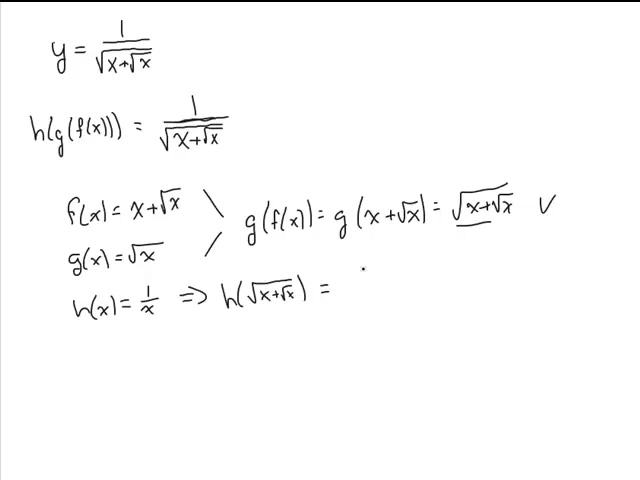 y = 1/√(x+√x)
h(g(f(x))) = 1/√(x+√x)
f(x) = x+√x
g(f(x)) = g(x+√x) = √(x+√x) ✓
g(x) = √x
h(x) = 1/x ⇒ h(√(x+√x)) =